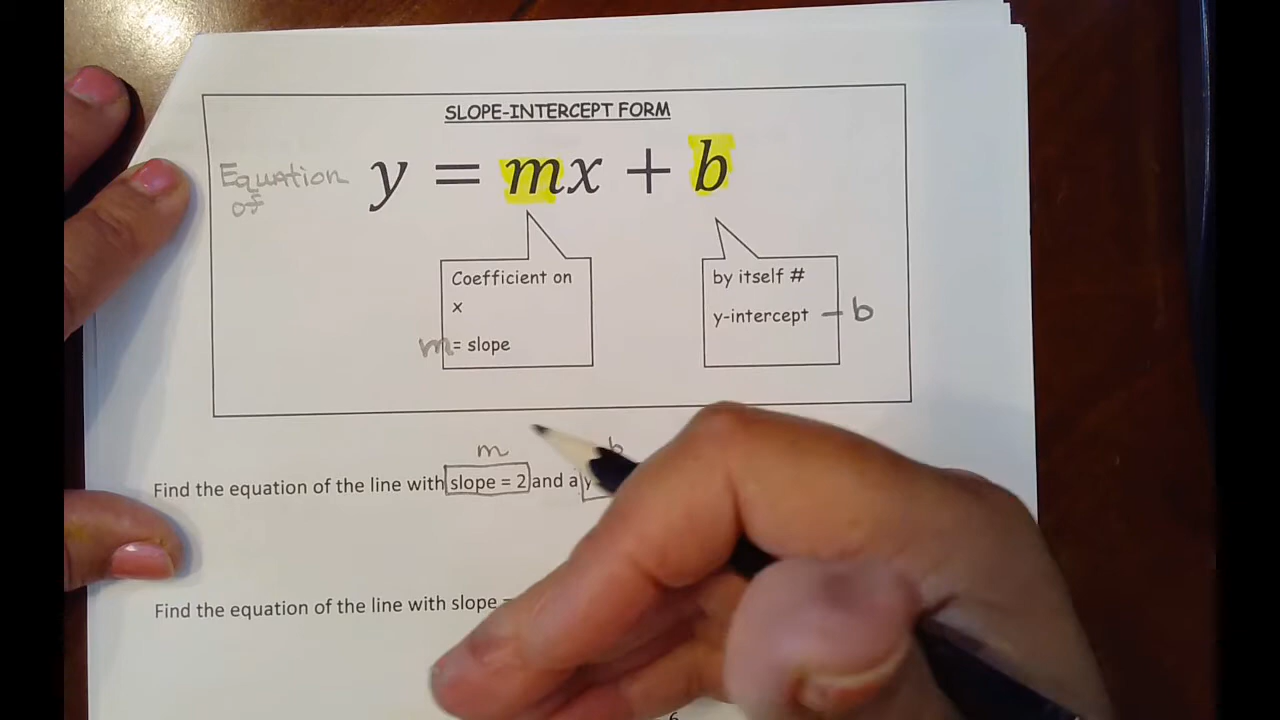 SLOPE-INTERCEPT FORM
Equation of
y = mx + b
Coefficient on
x
m = slope
by itself #
y-intercept – b
m b
Find the equation of the line with slope = 2 and a y
Find the equation of the line with slope =
6